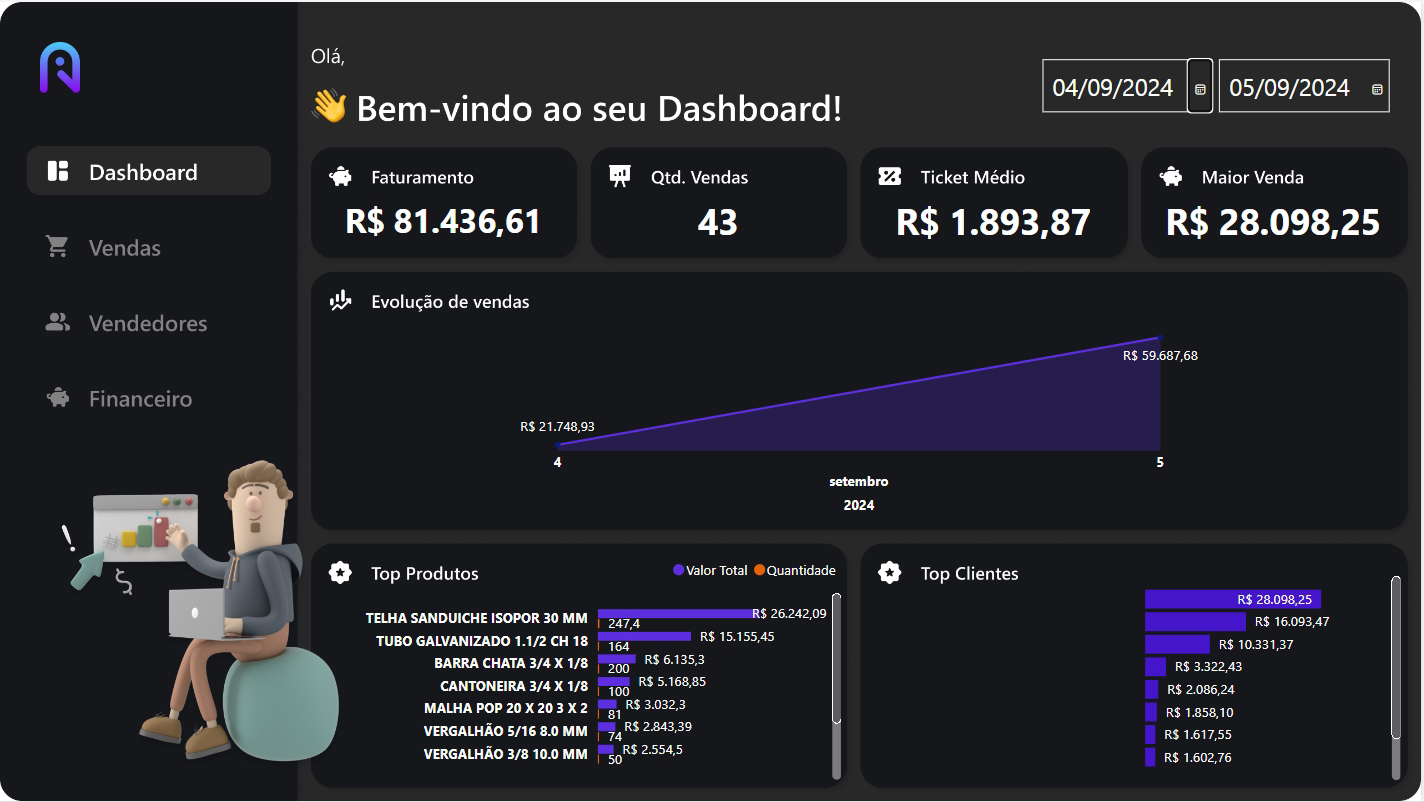 Olá,
👋 Bem-vindo ao seu Dashboard!
04/09/2024
05/09/2024
Dashboard
Vendas
Vendedores
Financeiro
Faturamento
R$ 81.436,61
Qtd. Vendas
43
Ticket Médio
R$ 1.893,87
Maior Venda
R$ 28.098,25
Evolução de vendas
R$ 21.748,93
R$ 59.687,68
4
5
setembro
2024
Top Produtos
Valor Total
Quantidade
TELHA SANDUICHE ISOPOR 30 MM
R$ 26.242,09
247,4
TUBO GALVANIZADO 1.1/2 CH 18
R$ 15.155,45
164
BARRA CHATA 3/4 X 1/8
R$ 6.135,3
200
CANTONEIRA 3/4 X 1/8
R$ 5.168,85
100
MALHA POP 20 X 20 3 X 2
R$ 3.032,3
81
VERGALHÃO 5/16 8.0 MM
R$ 2.843,39
74
VERGALHÃO 3/8 10.0 MM
R$ 2.554,5
50
Top Clientes
R$ 28.098,25
R$ 16.093,47
R$ 10.331,37
R$ 3.322,43
R$ 2.086,24
R$ 1.858,10
R$ 1.617,55
R$ 1.602,76